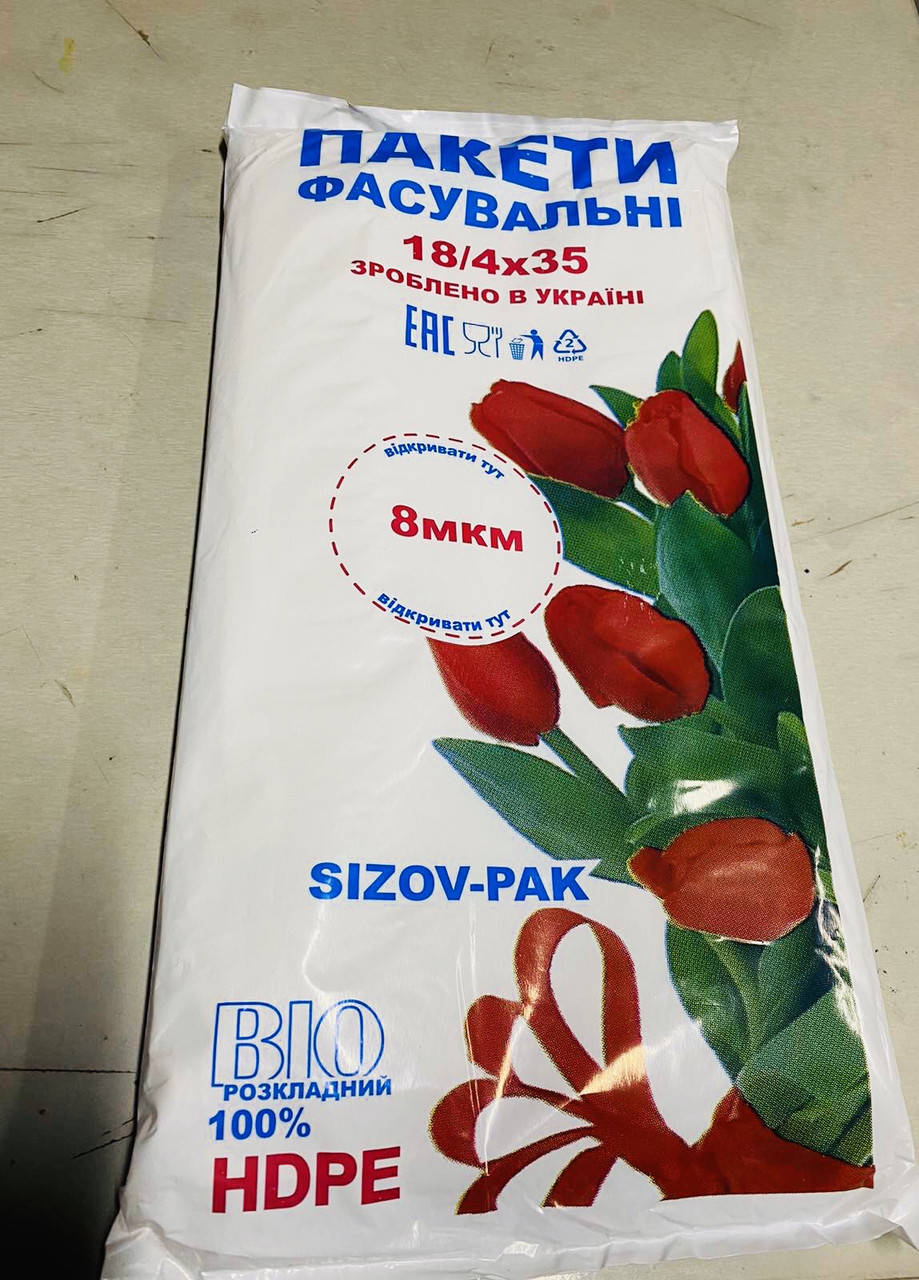 ПАКЕТИ
ФАСУВАЛЬНІ
18/4х35
ЗРОБЛЕНО В УКРАЇНІ
EAC
2
HDPE
відкривати тут
8мкм
відкривати тут
SIZOV-PAK
BIO
РОЗКЛАДНИЙ
100%
HDPE